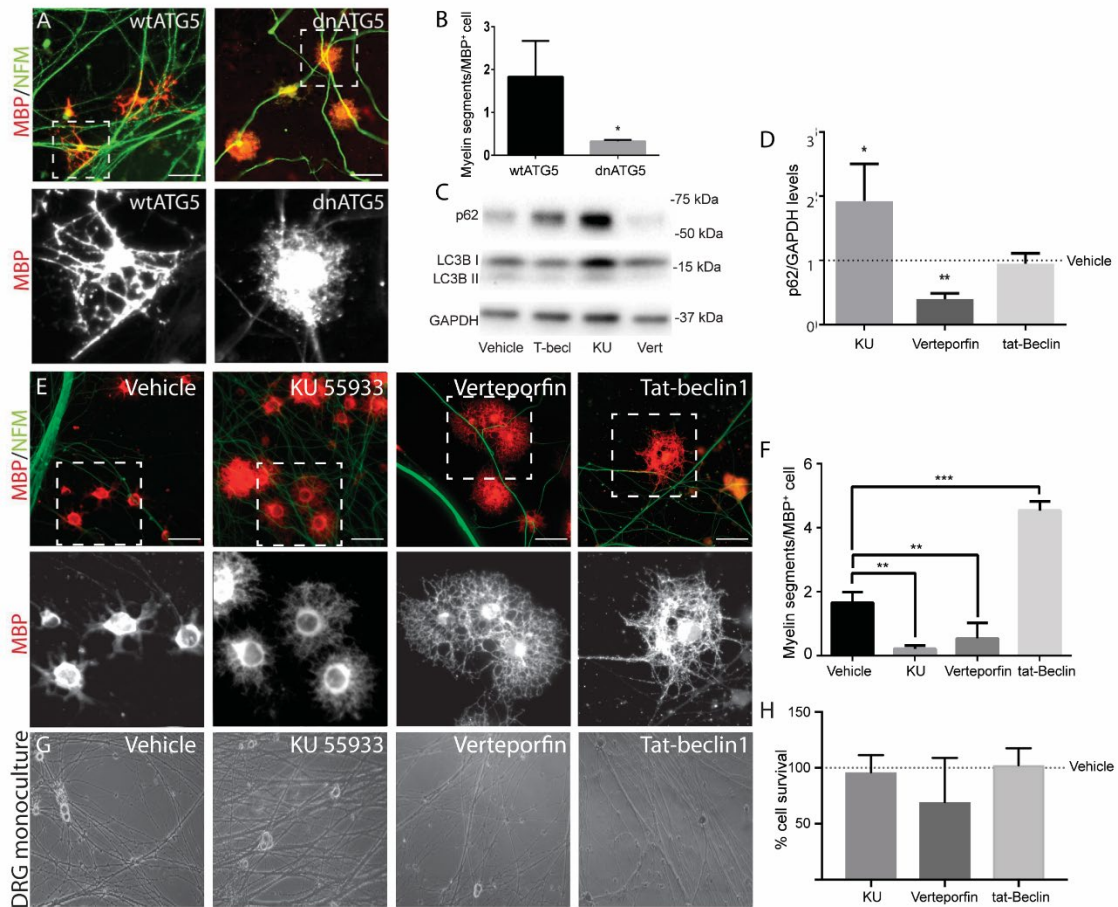 A
wtATG5
dnATG5
MBP/NFM
wtATG5
dnATG5
MBP
B
Myelin segments/MBP⁺ cell
3
2
1
0
*
wtATG5
dnATG5
C
p62
-75 kDa
-50 kDa
LC3B I
LC3B II
-15 kDa
GAPDH
-37 kDa
Vehicle T-becl KU Vert
D
p62/GAPDH levels
3
2
1
0
*
**
Vehicle
KU
Verteporfin
tat-Beclin
E
Vehicle
KU 55933
Verteporfin
Tat-beclin1
MBP/NFM
MBP
F
Myelin segments/MBP⁺ cell
6
4
2
0
***
**
**
Vehicle
KU
Verteporfin
tat-Beclin
G
Vehicle
KU 55933
Verteporfin
Tat-beclin1
DRG monoculture
H
% cell survival
150
100
50
Vehicle
KU
Verteporfin
tat-Beclin